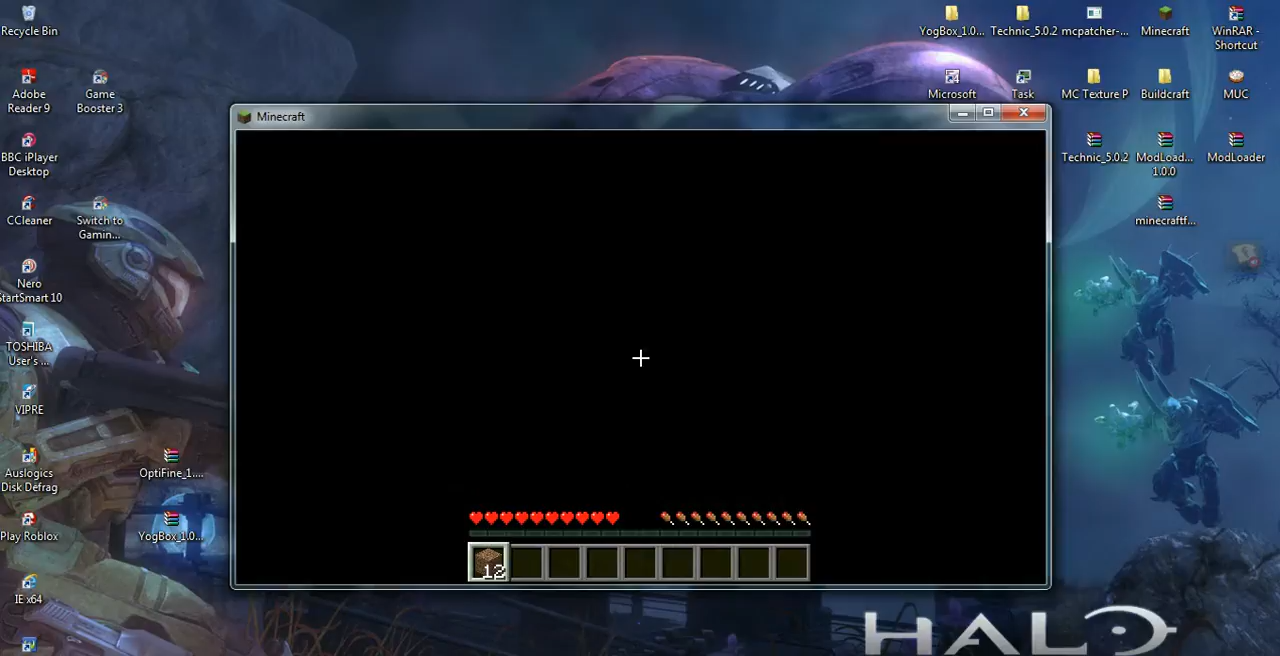 Recycle Bin
Adobe
Reader 9
Game
Booster 3
BBC iPlayer
Desktop
CCleaner
Switch to
Gamin...
Nero
StartSmart 10
TOSHIBA
User's ...
VIPRE
Auslogics
Disk Defrag
OptiFine_1....
Play Roblox
YogBox_1.0...
IE x64
Minecraft
12
YogBox_1.0...
Technic_5.0.2
mcpatcher-...
Minecraft
WinRAR -
Shortcut
Microsoft
Task
MC Texture P
Buildcraft
MUC
Technic_5.0.2
ModLoad...
1.0.0
ModLoader
minecraftf...
HALO